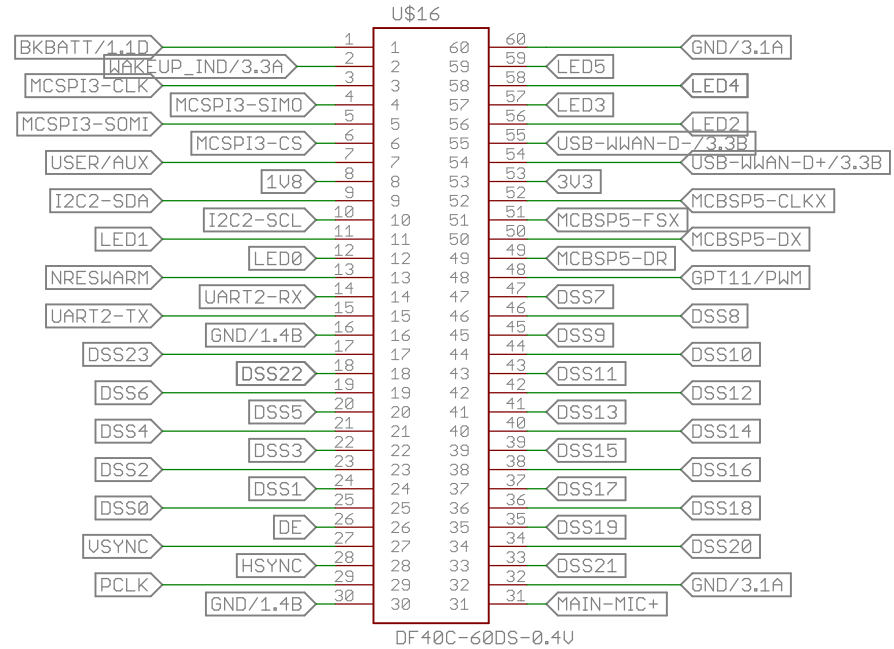 U$16
BKBATT/1.1D 1 1 60 60 GND/3.1A
WAKEUP_IND/3.3A 2 2 59 59 LED5
MCSPI3-CLK 3 3 58 58 LED4
MCSPI3-SIMO 4 4 57 57 LED3
MCSPI3-SOMI 5 5 56 56 LED2
MCSPI3-CS 6 6 55 55 USB-WWAN-D-/3.3B
USER/AUX 7 7 54 54 USB-WWAN-D+/3.3B
1V8 8 8 53 53 3V3
I2C2-SDA 9 9 52 52 MCBSP5-CLKX
I2C2-SCL 10 10 51 51 MCBSP5-FSX
LED1 11 11 50 50 MCBSP5-DX
LED0 12 12 49 49 MCBSP5-DR
NRESWARM 13 13 48 48 GPT11/PWM
UART2-RX 14 14 47 47 DSS7
UART2-TX 15 15 46 46 DSS8
GND/1.4B 16 16 45 45 DSS9
DSS23 17 17 44 44 DSS10
DSS22 18 18 43 43 DSS11
DSS6 19 19 42 42 DSS12
DSS5 20 20 41 41 DSS13
DSS4 21 21 40 40 DSS14
DSS3 22 22 39 39 DSS15
DSS2 23 23 38 38 DSS16
DSS1 24 24 37 37 DSS17
DSS0 25 25 36 36 DSS18
DE 26 26 35 35 DSS19
VSYNC 27 27 34 34 DSS20
HSYNC 28 28 33 33 DSS21
PCLK 29 29 32 32 GND/3.1A
GND/1.4B 30 30 31 31 MAIN-MIC+
DF40C-60DS-0.4V